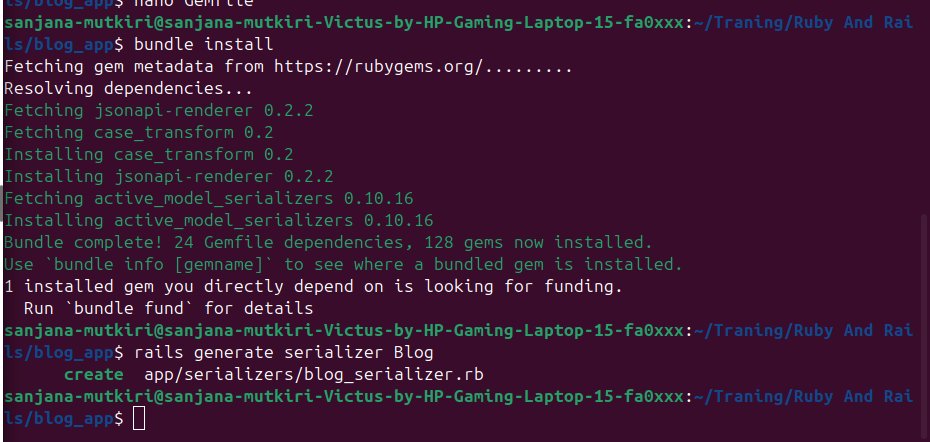 ls/blog_app$ nano Gemfile
sanjana-mutkiri@sanjana-mutkiri-Victus-by-HP-Gaming-Laptop-15-fa0xxx:~/Traning/Ruby And Rai
ls/blog_app$ bundle install
Fetching gem metadata from https://rubygems.org/.........
Resolving dependencies...
Fetching jsonapi-renderer 0.2.2
Fetching case_transform 0.2
Installing case_transform 0.2
Installing jsonapi-renderer 0.2.2
Fetching active_model_serializers 0.10.16
Installing active_model_serializers 0.10.16
Bundle complete! 24 Gemfile dependencies, 128 gems now installed.
Use `bundle info [gemname]` to see where a bundled gem is installed.
1 installed gem you directly depend on is looking for funding.
  Run `bundle fund` for details
sanjana-mutkiri@sanjana-mutkiri-Victus-by-HP-Gaming-Laptop-15-fa0xxx:~/Traning/Ruby And Rai
ls/blog_app$ rails generate serializer Blog
      create  app/serializers/blog_serializer.rb
sanjana-mutkiri@sanjana-mutkiri-Victus-by-HP-Gaming-Laptop-15-fa0xxx:~/Traning/Ruby And Rai
ls/blog_app$